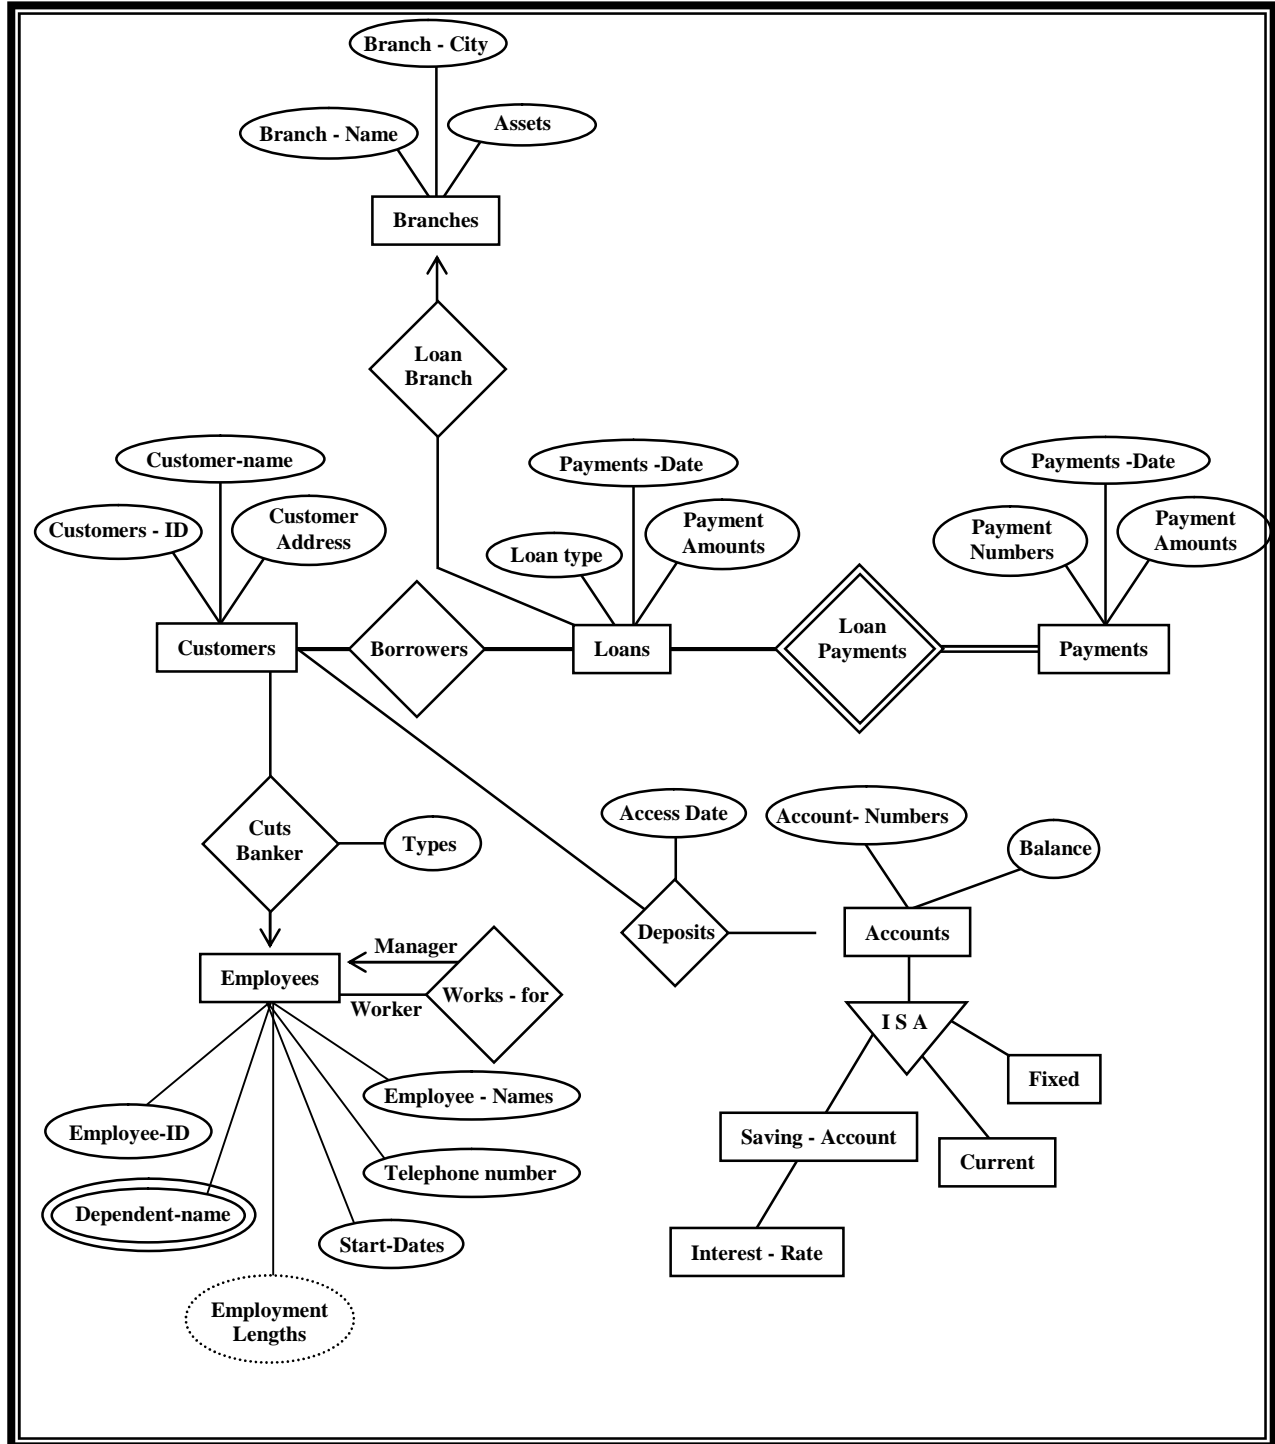 Branch - City
Branch - Name
Assets
Branches
Loan
Branch
Customer-name
Customers - ID
Customer
Address
Payments -Date
Loan type
Payment
Amounts
Payments -Date
Payment
Numbers
Payment
Amounts
Customers
Borrowers
Loans
Loan
Payments
Payments
Cuts
Banker
Types
Access Date
Account- Numbers
Balance
Deposits
Accounts
Employees
Manager
Worker
Works - for
I S A
Fixed
Saving - Account
Current
Interest - Rate
Employee - Names
Employee-ID
Telephone number
Dependent-name
Start-Dates
Employment
Lengths